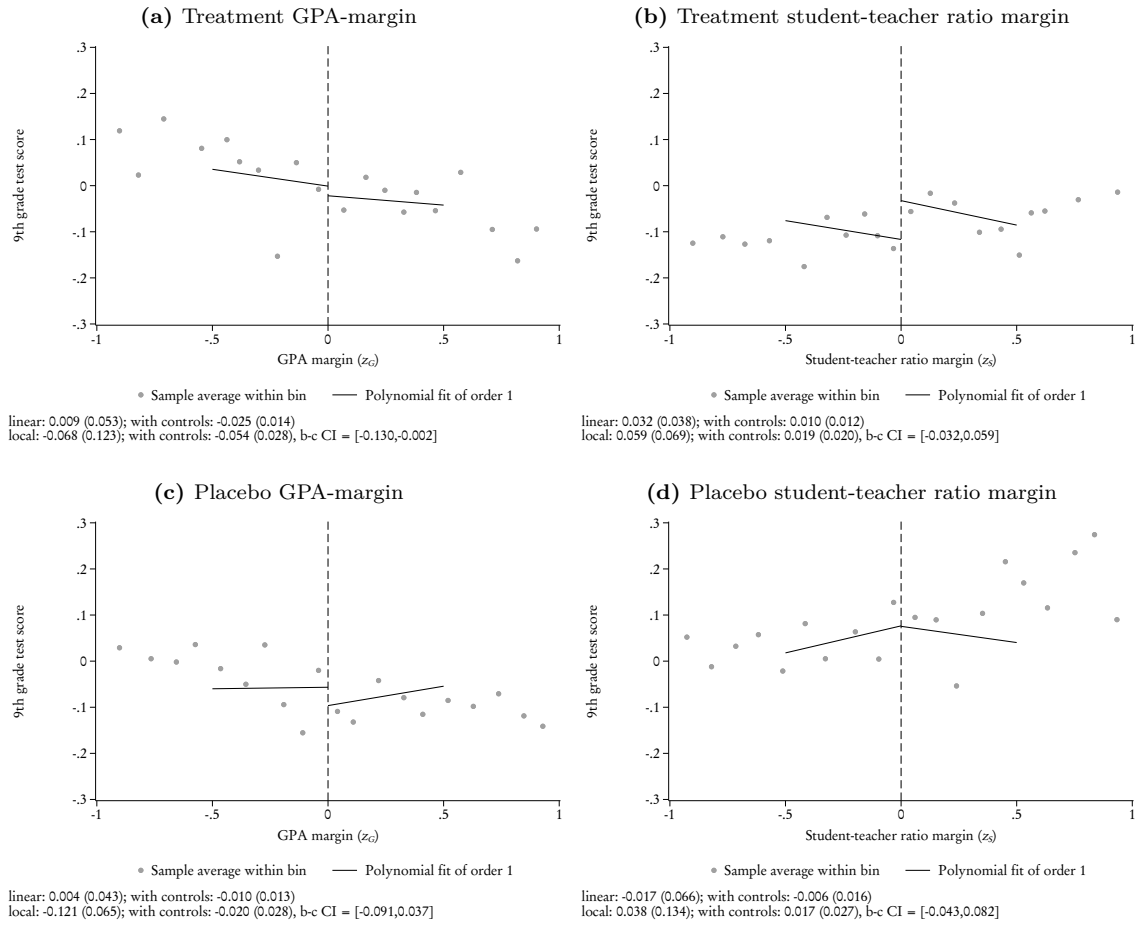 (a) Treatment GPA-margin
.3
.2
.1
0
-.1
-.2
-.3
9th grade test score
-1
-.5
0
.5
1
GPA margin (zG)
Sample average within bin
Polynomial fit of order 1
linear: 0.009 (0.053); with controls: -0.025 (0.014)
local: -0.068 (0.123); with controls: -0.054 (0.028), b-c CI = [-0.130,-0.002]
(b) Treatment student-teacher ratio margin
.3
.2
.1
0
-.1
-.2
-.3
9th grade test score
-1
-.5
0
.5
1
Student-teacher ratio margin (zS)
Sample average within bin
Polynomial fit of order 1
linear: 0.032 (0.038); with controls: 0.010 (0.012)
local: 0.059 (0.069); with controls: 0.019 (0.020), b-c CI = [-0.032,0.059]
(c) Placebo GPA-margin
.3
.2
.1
0
-.1
-.2
-.3
9th grade test score
-1
-.5
0
.5
1
GPA margin (zG)
Sample average within bin
Polynomial fit of order 1
linear: 0.004 (0.043); with controls: -0.010 (0.013)
local: -0.121 (0.065); with controls: -0.020 (0.028), b-c CI = [-0.091,0.037]
(d) Placebo student-teacher ratio margin
.3
.2
.1
0
-.1
-.2
-.3
9th grade test score
-1
-.5
0
.5
1
Student-teacher ratio margin (zS)
Sample average within bin
Polynomial fit of order 1
linear: -0.017 (0.066); with controls: -0.006 (0.016)
local: 0.038 (0.134); with controls: 0.017 (0.027), b-c CI = [-0.043,0.082]